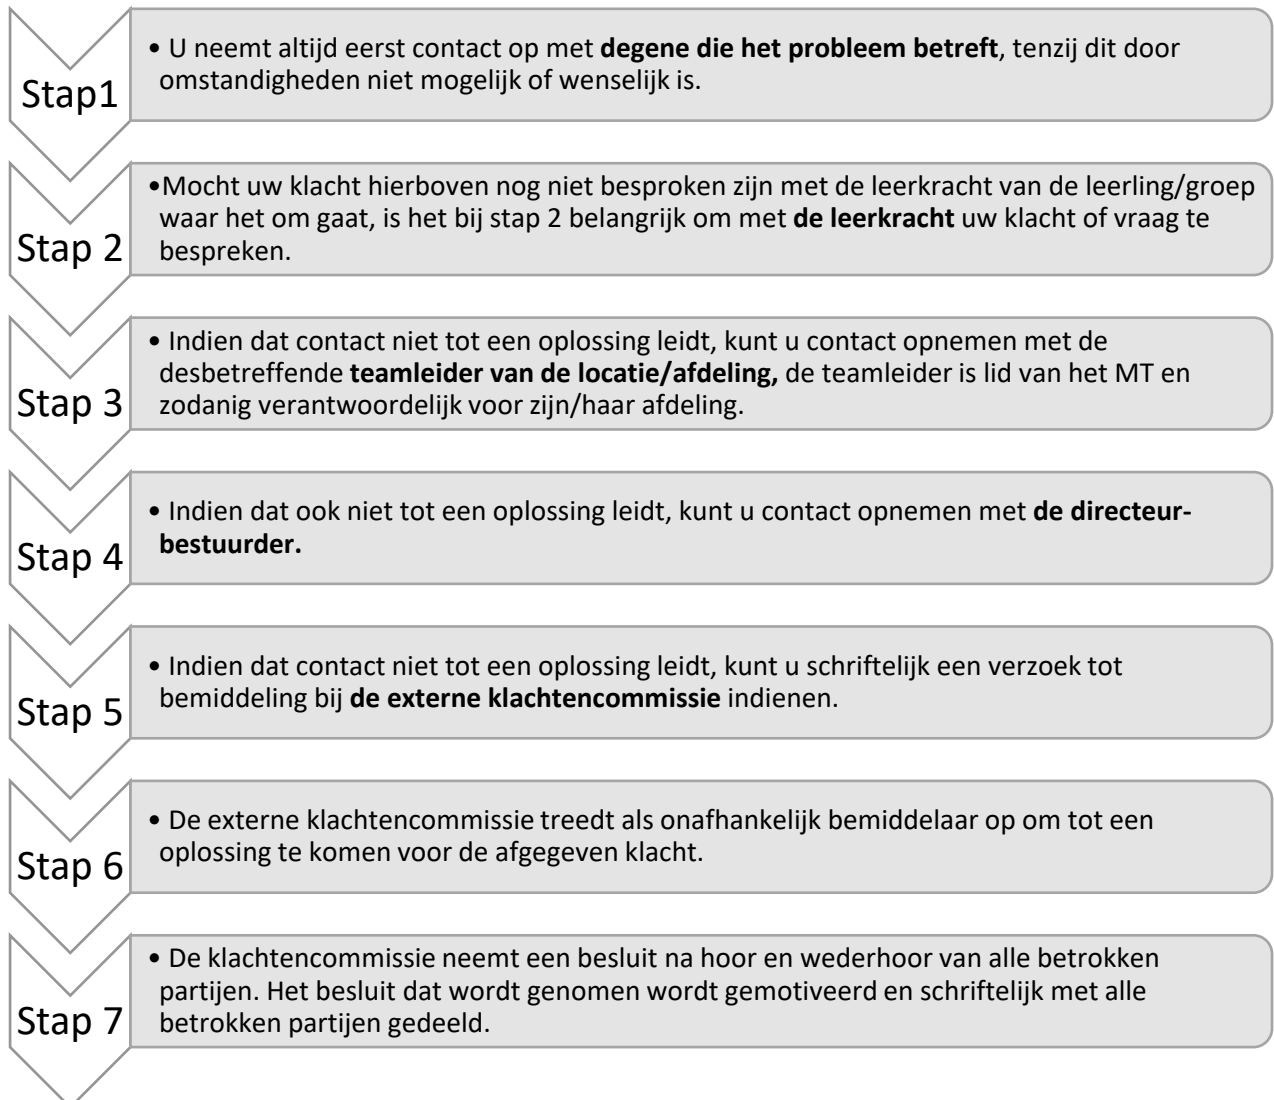 Stap1
• U neemt altijd eerst contact op met degene die het probleem betreft, tenzij dit door
omstandigheden niet mogelijk of wenselijk is.
Stap 2
•Mocht uw klacht hierboven nog niet besproken zijn met de leerkracht van de leerling/groep
waar het om gaat, is het bij stap 2 belangrijk om met de leerkracht uw klacht of vraag te
bespreken.
Stap 3
• Indien dat contact niet tot een oplossing leidt, kunt u contact opnemen met de
desbetreffende teamleider van de locatie/afdeling, de teamleider is lid van het MT en
zodanig verantwoordelijk voor zijn/haar afdeling.
Stap 4
• Indien dat ook niet tot een oplossing leidt, kunt u contact opnemen met de directeur-
bestuurder.
Stap 5
• Indien dat contact niet tot een oplossing leidt, kunt u schriftelijk een verzoek tot
bemiddeling bij de externe klachtencommissie indienen.
Stap 6
• De externe klachtencommissie treedt als onafhankelijk bemiddelaar op om tot een
oplossing te komen voor de afgegeven klacht.
Stap 7
• De klachtencommissie neemt een besluit na hoor en wederhoor van alle betrokken
partijen. Het besluit dat wordt genomen wordt gemotiveerd en schriftelijk met alle
betrokken partijen gedeeld.